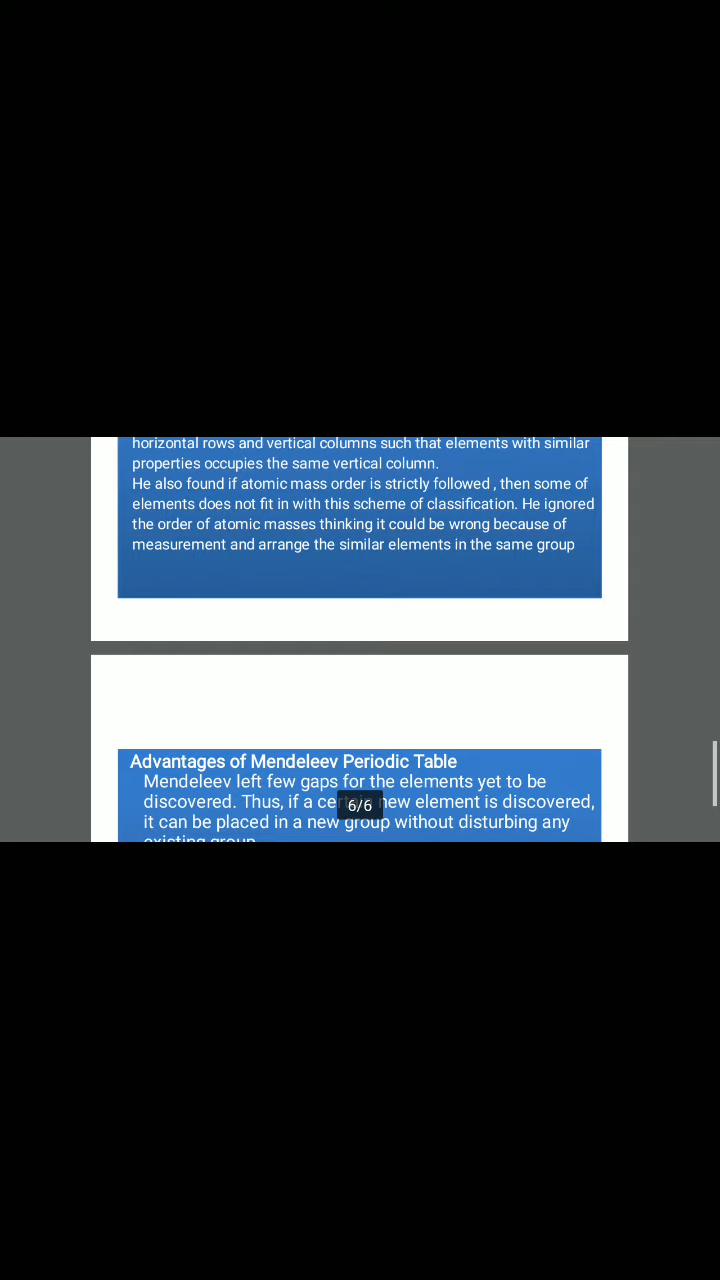 horizontal rows and vertical columns such that elements with similar
properties occupies the same vertical column.
He also found if atomic mass order is strictly followed , then some of
elements does not fit in with this scheme of classification. He ignored
the order of atomic masses thinking it could be wrong because of
measurement and arrange the similar elements in the same group
Advantages of Mendeleev Periodic Table
Mendeleev left few gaps for the elements yet to be
discovered. Thus, if a certain new element is discovered,
6/6
it can be placed in a new group without disturbing any
existing group